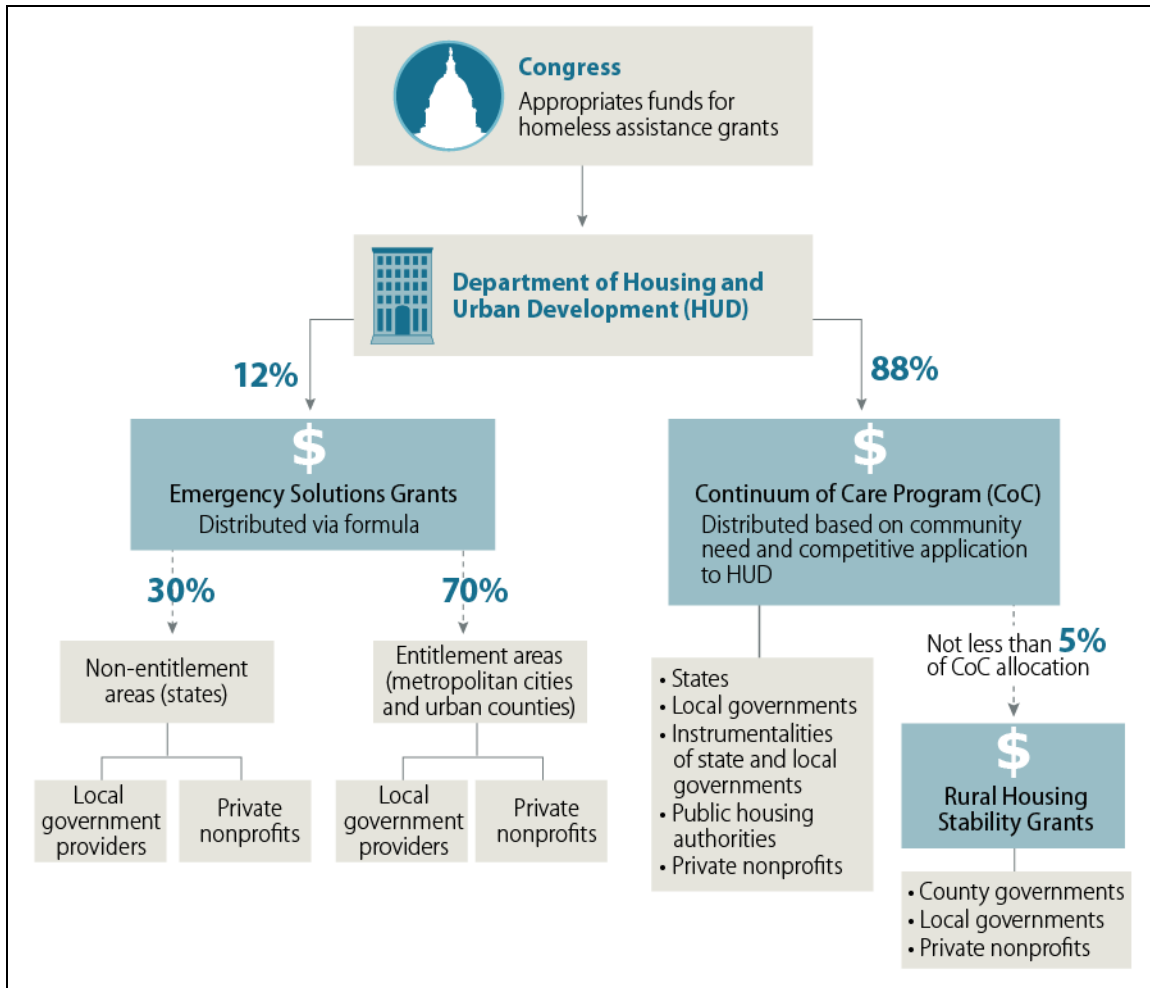 Congress
Appropriates funds for
homeless assistance grants
Department of Housing and
Urban Development (HUD)
12%
88%
$
Emergency Solutions Grants
Distributed via formula
$
Continuum of Care Program (CoC)
Distributed based on community
need and competitive application
to HUD
30%
70%
Non-entitlement
areas (states)
Entitlement areas
(metropolitan cities
and urban counties)
Local
government
providers
Private
nonprofits
Local
government
providers
Private
nonprofits
• States
• Local governments
• Instrumentalities
of state and local
governments
• Public housing
authorities
• Private nonprofits
Not less than 5%
of CoC allocation
$
Rural Housing
Stability Grants
• County governments
• Local governments
• Private nonprofits